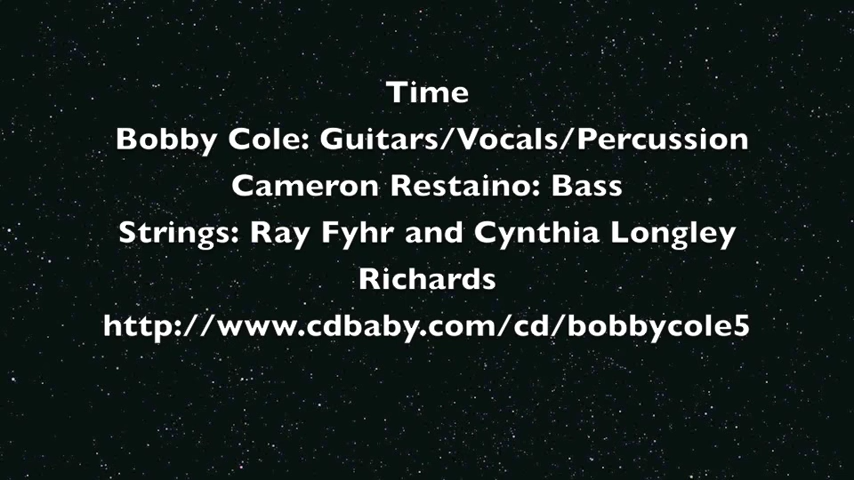 Time
Bobby Cole: Guitars/Vocals/Percussion
Cameron Restaino: Bass
Strings: Ray Fyhr and Cynthia Longley
Richards
http://www.cdbaby.com/cd/bobbycole5